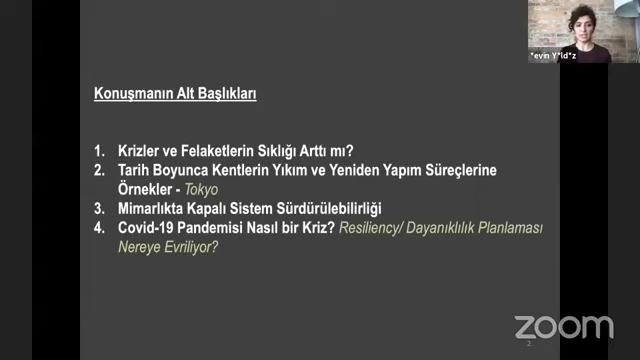 *evin Y*ld*z
Konuşmanın Alt Başlıkları
1. Krizler ve Felaketlerin Sıklığı Arttı mı?
2. Tarih Boyunca Kentlerin Yıkım ve Yeniden Yapım Süreçlerine
Örnekler - Tokyo
3. Mimarlıkta Kapalı Sistem Sürdürülebilirliği
4. Covid-19 Pandemisi Nasıl bir Kriz? Resiliency/ Dayanıklılık Planlaması
Nereye Evriliyor?
zoom
2